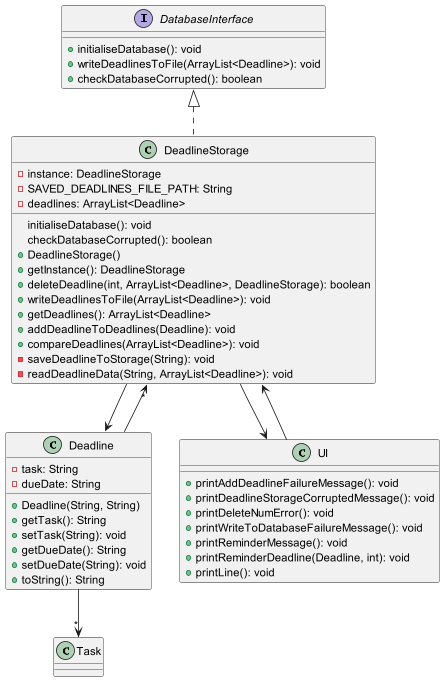 I DatabaseInterface
initialiseDatabase(): void
writeDeadlinesToFile(ArrayList<Deadline>): void
checkDatabaseCorrupted(): boolean
C DeadlineStorage
instance: DeadlineStorage
SAVED_DEADLINES_FILE_PATH: String
deadlines: ArrayList<Deadline>
initialiseDatabase(): void
checkDatabaseCorrupted(): boolean
DeadlineStorage()
getInstance(): DeadlineStorage
deleteDeadline(int, ArrayList<Deadline>, DeadlineStorage): boolean
writeDeadlinesToFile(ArrayList<Deadline>): void
getDeadlines(): ArrayList<Deadline>
addDeadlineToDeadlines(Deadline): void
compareDeadlines(ArrayList<Deadline>): void
saveDeadlineToStorage(String): void
readDeadlineData(String, ArrayList<Deadline>): void
*
C Deadline
task: String
dueDate: String
Deadline(String, String)
getTask(): String
setTask(String): void
getDueDate(): String
setDueDate(String): void
toString(): String
C UI
printAddDeadlineFailureMessage(): void
printDeadlineStorageCorruptedMessage(): void
printDeleteNumError(): void
printWriteToDatabaseFailureMessage(): void
printReminderMessage(): void
printReminderDeadline(Deadline, int): void
printLine(): void
*
C Task